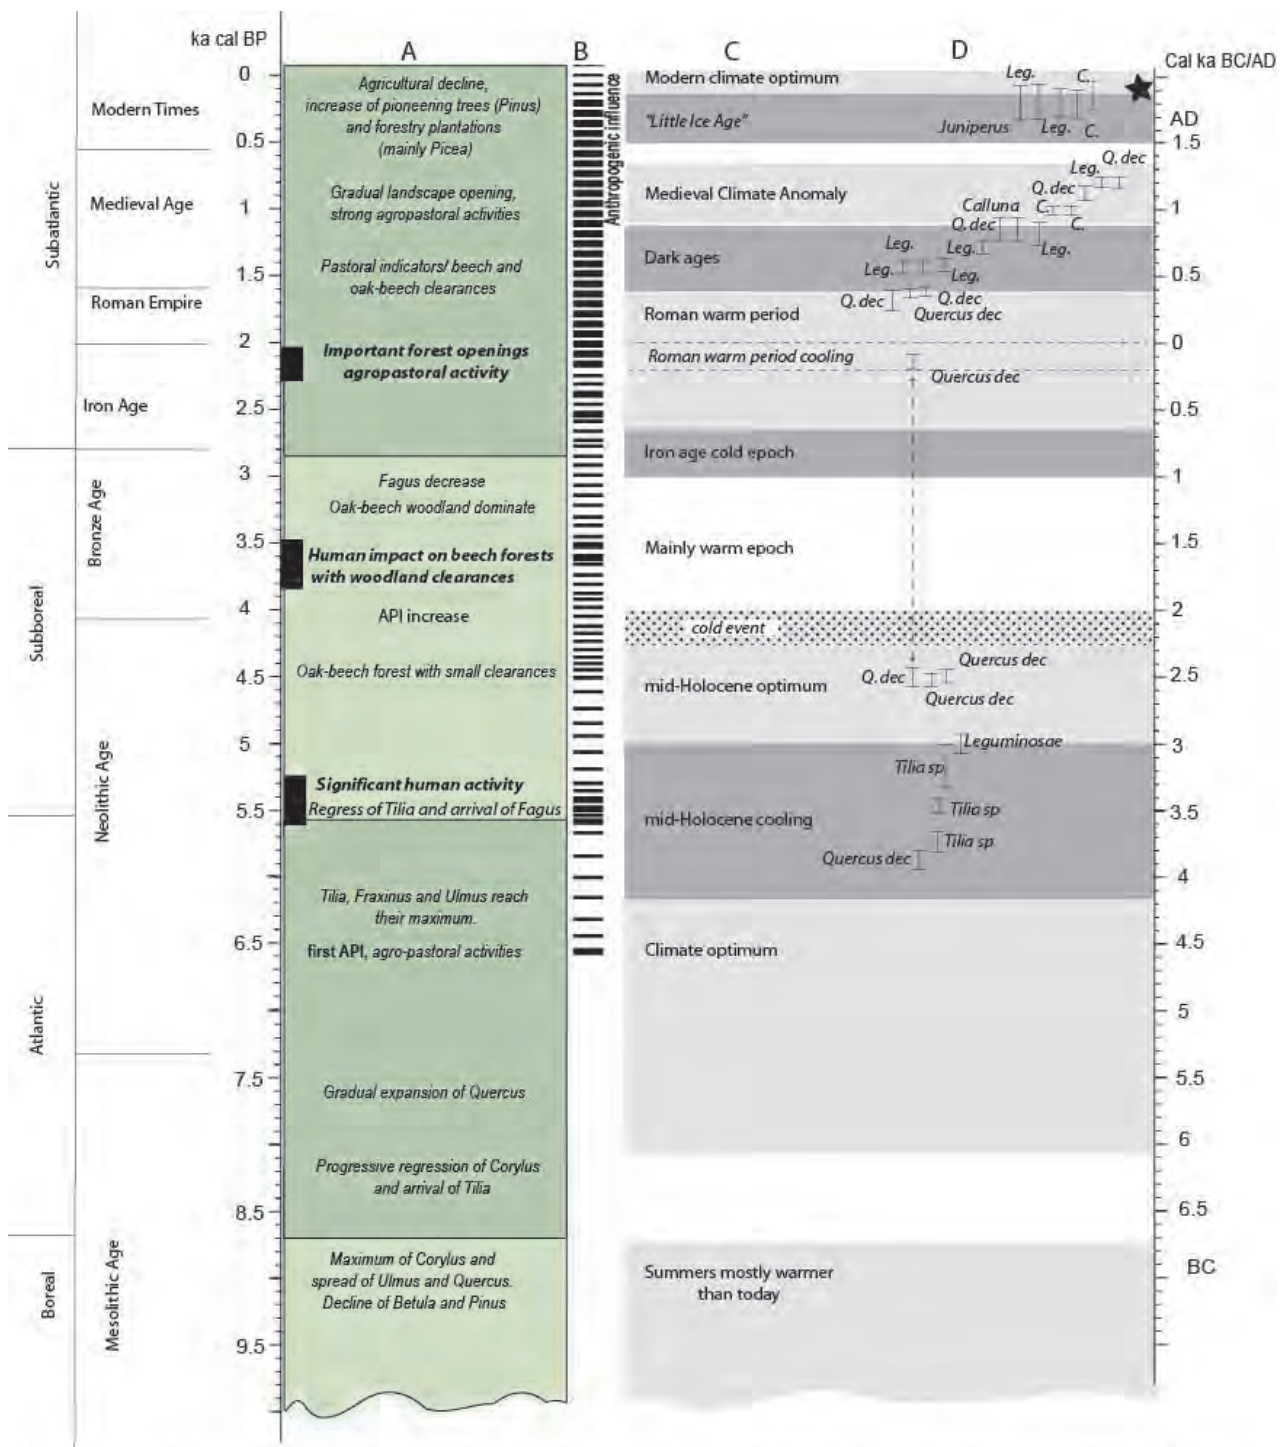 ka cal BP
A
B
C
D
Cal ka BC/AD
Subatlantic
Subboreal
Atlantic
Boreal
Modern Times
Medieval Age
Roman Empire
Iron Age
Bronze Age
Neolithic Age
Mesolithic Age
0
0.5
1
1.5
2
2.5
3
3.5
4
4.5
5
5.5
6.5
7.5
8.5
9.5
Agricultural decline,
increase of pioneering trees (Pinus)
and forestry plantations
(mainly Picea)
Gradual landscape opening,
strong agropastoral activities
Pastoral indicators/ beech and
oak-beech clearances
Important forest openings
agropastoral activity
Fagus decrease
Oak-beech woodland dominate
Human impact on beech forests
with woodland clearances
API increase
Oak-beech forest with small clearances
Significant human activity
Regress of Tilia and arrival of Fagus
Tilia, Fraxinus and Ulmus reach
their maximum.
first API, agro-pastoral activities
Gradual expansion of Quercus
Progressive regression of Corylus
and arrival of Tilia
Maximum of Corylus and
spread of Ulmus and Quercus.
Decline of Betula and Pinus
Anthropogenic influence
Modern climate optimum
"Little Ice Age"
Medieval Climate Anomaly
Dark ages
Roman warm period
Roman warm period cooling
Iron age cold epoch
Mainly warm epoch
cold event
mid-Holocene optimum
mid-Holocene cooling
Climate optimum
Summers mostly warmer
than today
Leg.
C.
Juniperus
Leg.
C.
Q. dec
Leg.
Q. dec
Calluna
C.
Q. dec
C.
Leg.
Leg.
Leg.
Leg.
Leg.
Q. dec
Q. dec
Quercus dec
Quercus dec
Quercus dec
Q. dec
Quercus dec
Leguminosae
Tilia sp
Tilia sp
Tilia sp
Quercus dec
AD
1.5
1
0.5
0
0.5
1
1.5
2
2.5
3
3.5
4
4.5
5
5.5
6
6.5
BC